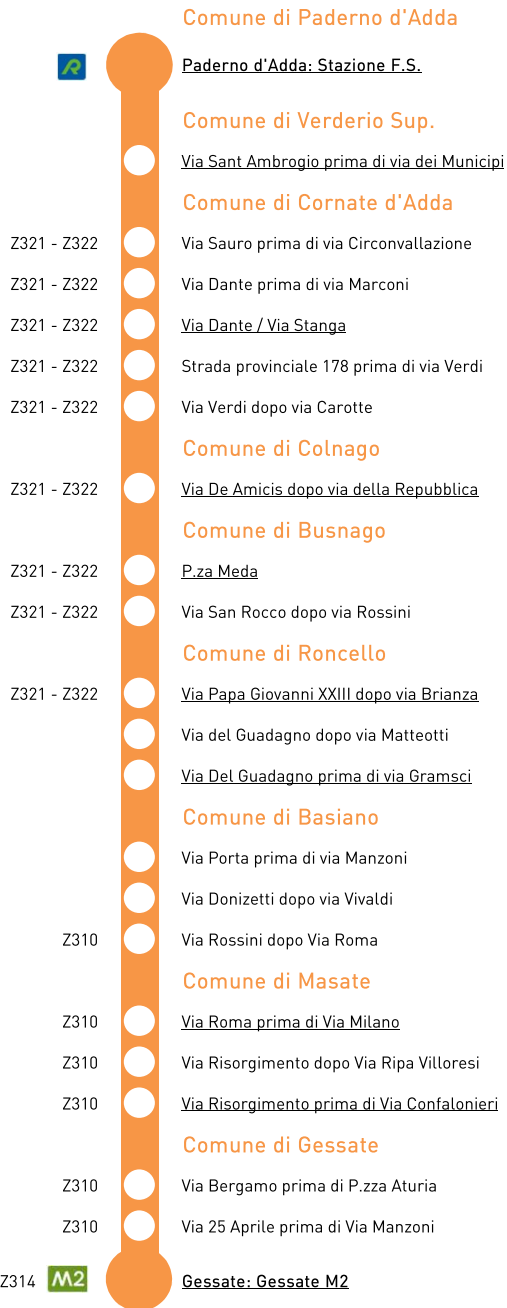 Comune di Paderno d'Adda
R Paderno d'Adda: Stazione F.S.
Comune di Verderio Sup.
Via Sant Ambrogio prima di via dei Municipi
Comune di Cornate d'Adda
Z321 - Z322 Via Sauro prima di via Circonvallazione
Z321 - Z322 Via Dante prima di via Marconi
Z321 - Z322 Via Dante / Via Stanga
Z321 - Z322 Strada provinciale 178 prima di via Verdi
Z321 - Z322 Via Verdi dopo via Carotte
Comune di Colnago
Z321 - Z322 Via De Amicis dopo via della Repubblica
Comune di Busnago
Z321 - Z322 P.za Meda
Z321 - Z322 Via San Rocco dopo via Rossini
Comune di Roncello
Z321 - Z322 Via Papa Giovanni XXIII dopo via Brianza
Via del Guadagno dopo via Matteotti
Via Del Guadagno prima di via Gramsci
Comune di Basiano
Via Porta prima di via Manzoni
Via Donizetti dopo via Vivaldi
Z310 Via Rossini dopo Via Roma
Comune di Masate
Z310 Via Roma prima di Via Milano
Z310 Via Risorgimento dopo Via Ripa Villoresi
Z310 Via Risorgimento prima di Via Confalonieri
Comune di Gessate
Z310 Via Bergamo prima di P.zza Aturia
Z310 Via 25 Aprile prima di Via Manzoni
Z314 M2 Gessate: Gessate M2